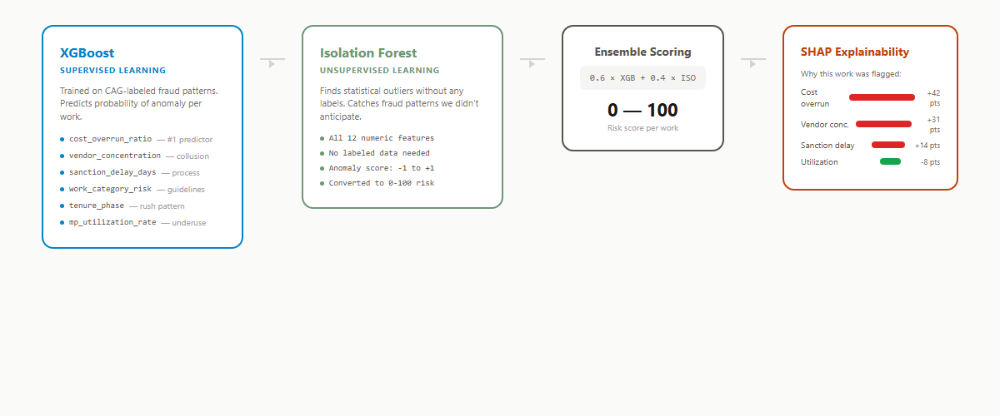 XGBoost
SUPERVISED LEARNING
Trained on CAG-labeled fraud patterns.
Predicts probability of anomaly per
work.
cost_overrun_ratio — #1 predictor
vendor_concentration — collusion
sanction_delay_days — process
work_category_risk — guidelines
tenure_phase — rush pattern
mp_utilization_rate — underuse
Isolation Forest
UNSUPERVISED LEARNING
Finds statistical outliers without any
labels. Catches fraud patterns we didn't
anticipate.
All 12 numeric features
No labeled data needed
Anomaly score: -1 to +1
Converted to 0-100 risk
Ensemble Scoring
0.6 × XGB + 0.4 × ISO
0 — 100
Risk score per work
SHAP Explainability
Why this work was flagged:
Cost
overrun
+42
pts
Vendor conc.
+31
pts
Sanction delay +14 pts
Utilization -8 pts